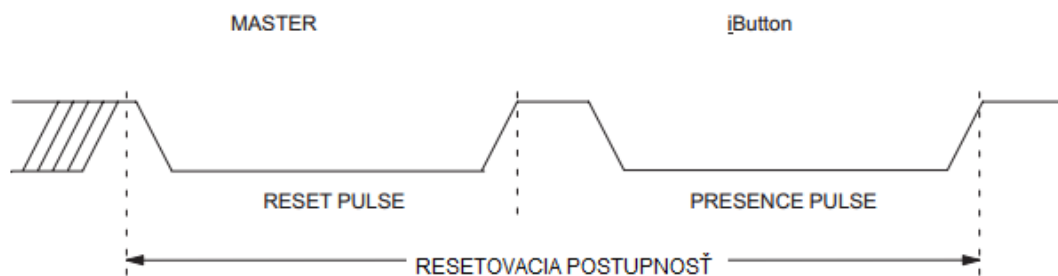 MASTER iButton
RESET PULSE PRESENCE PULSE
RESETOVACIA POSTUPNOSŤ